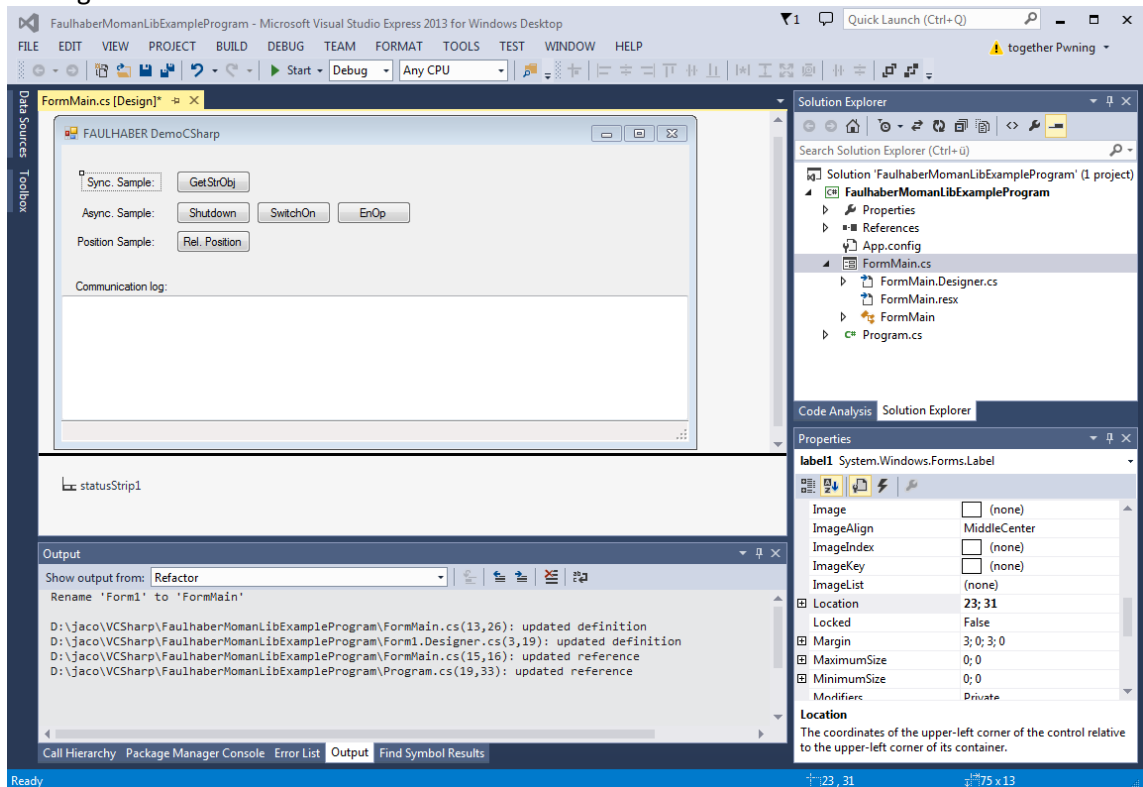 FaulhaberMomanLibExampleProgram - Microsoft Visual Studio Express 2013 for Windows Desktop
1
Quick Launch (Ctrl+Q)
FILE EDIT VIEW PROJECT BUILD DEBUG TEAM FORMAT TOOLS TEST WINDOW HELP
together Pwning
Start Debug Any CPU
Data Sources
Toolbox
FormMain.cs [Design]*
FAULHABER DemoCSharp
Sync. Sample: GetStrObj
Async. Sample: Shutdown SwitchOn EnOp
Position Sample: Rel. Position
Communication log:
statusStrip1
Output
Show output from: Refactor
Rename 'Form1' to 'FormMain'
D:\jaco\VCSharp\FaulhaberMomanLibExampleProgram\FormMain.cs(13,26): updated definition
D:\jaco\VCSharp\FaulhaberMomanLibExampleProgram\Form1.Designer.cs(3,19): updated definition
D:\jaco\VCSharp\FaulhaberMomanLibExampleProgram\FormMain.cs(15,16): updated reference
D:\jaco\VCSharp\FaulhaberMomanLibExampleProgram\Program.cs(19,33): updated reference
Call Hierarchy Package Manager Console Error List Output Find Symbol Results
Solution Explorer
Search Solution Explorer (Ctrl+ü)
Solution 'FaulhaberMomanLibExampleProgram' (1 project)
C# FaulhaberMomanLibExampleProgram
Properties
References
App.config
FormMain.cs
FormMain.Designer.cs
FormMain.resx
FormMain
C# Program.cs
Code Analysis Solution Explorer
Properties
label1 System.Windows.Forms.Label
Image (none)
ImageAlign MiddleCenter
ImageIndex (none)
ImageKey (none)
ImageList (none)
Location 23; 31
Locked False
Margin 3; 0; 3; 0
MaximumSize 0; 0
MinimumSize 0; 0
Modifiers Private
Location
The coordinates of the upper-left corner of the control relative
to the upper-left corner of its container.
Ready
23 , 31
75 x 13